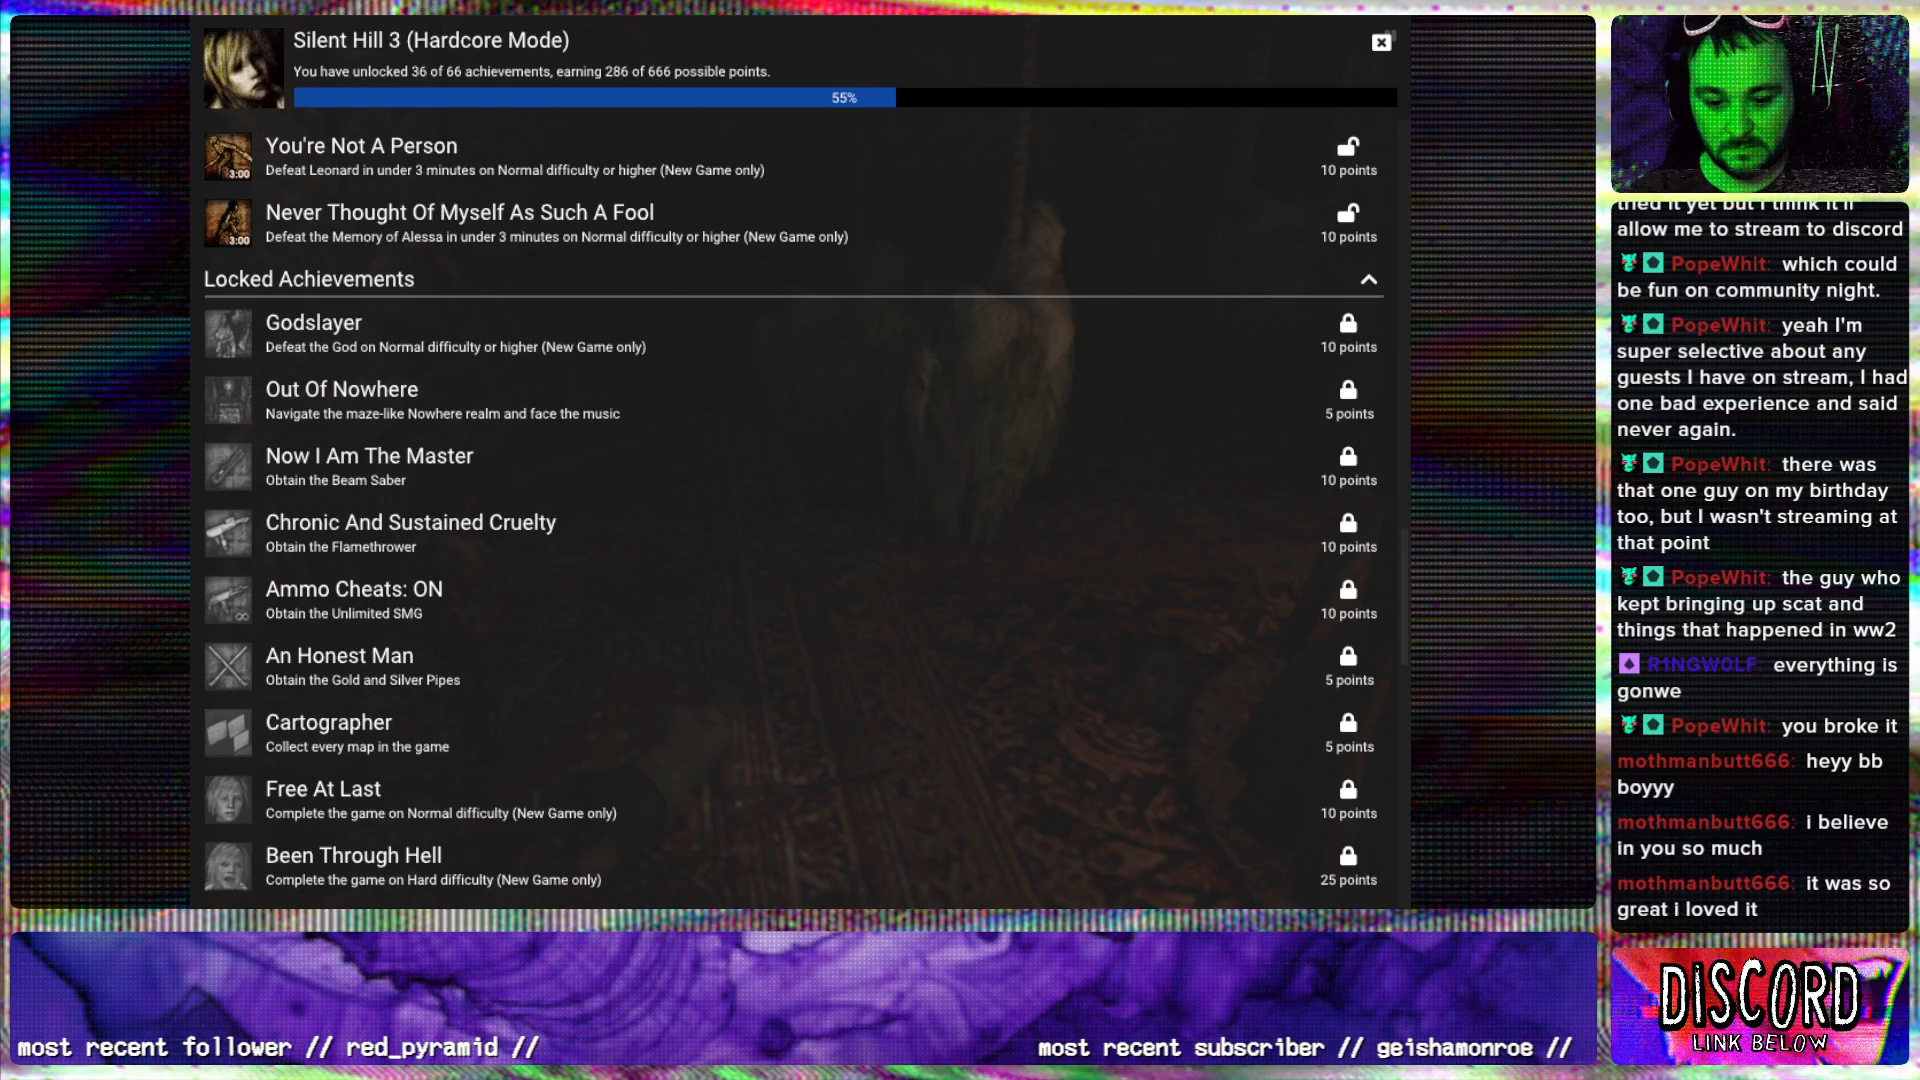 Silent Hill 3 (Hardcore Mode)
You have unlocked 36 of 66 achievements, earning 286 of 666 possible points.
55%
3:00
You're Not A Person
Defeat Leonard in under 3 minutes on Normal difficulty or higher (New Game only)
10 points
3:00
Never Thought Of Myself As Such A Fool
Defeat the Memory of Alessa in under 3 minutes on Normal difficulty or higher (New Game only)
10 points
Locked Achievements
Godslayer
Defeat the God on Normal difficulty or higher (New Game only)
10 points
Out Of Nowhere
Navigate the maze-like Nowhere realm and face the music
5 points
Now I Am The Master
Obtain the Beam Saber
10 points
Chronic And Sustained Cruelty
Obtain the Flamethrower
10 points
Ammo Cheats: ON
Obtain the Unlimited SMG
10 points
An Honest Man
Obtain the Gold and Silver Pipes
5 points
Cartographer
Collect every map in the game
5 points
Free At Last
Complete the game on Normal difficulty (New Game only)
10 points
Been Through Hell
Complete the game on Hard difficulty (New Game only)
25 points
tried it yet but i think it'll
allow me to stream to discord
PopeWhit: which could
be fun on community night.
PopeWhit: yeah I'm
super selective about any
guests I have on stream, I had
one bad experience and said
never again.
PopeWhit: there was
that one guy on my birthday
too, but I wasn't streaming at
that point
PopeWhit: the guy who
kept bringing up scat and
things that happened in ww2
R1NGW0LF: everything is
gonwe
PopeWhit: you broke it
mothmanbutt666: heyy bb
boyyy
mothmanbutt666: i believe
in you so much
mothmanbutt666: it was so
great i loved it
DISCORD
LINK BELOW
most recent follower // red_pyramid //
most recent subscriber // geishamonroe //